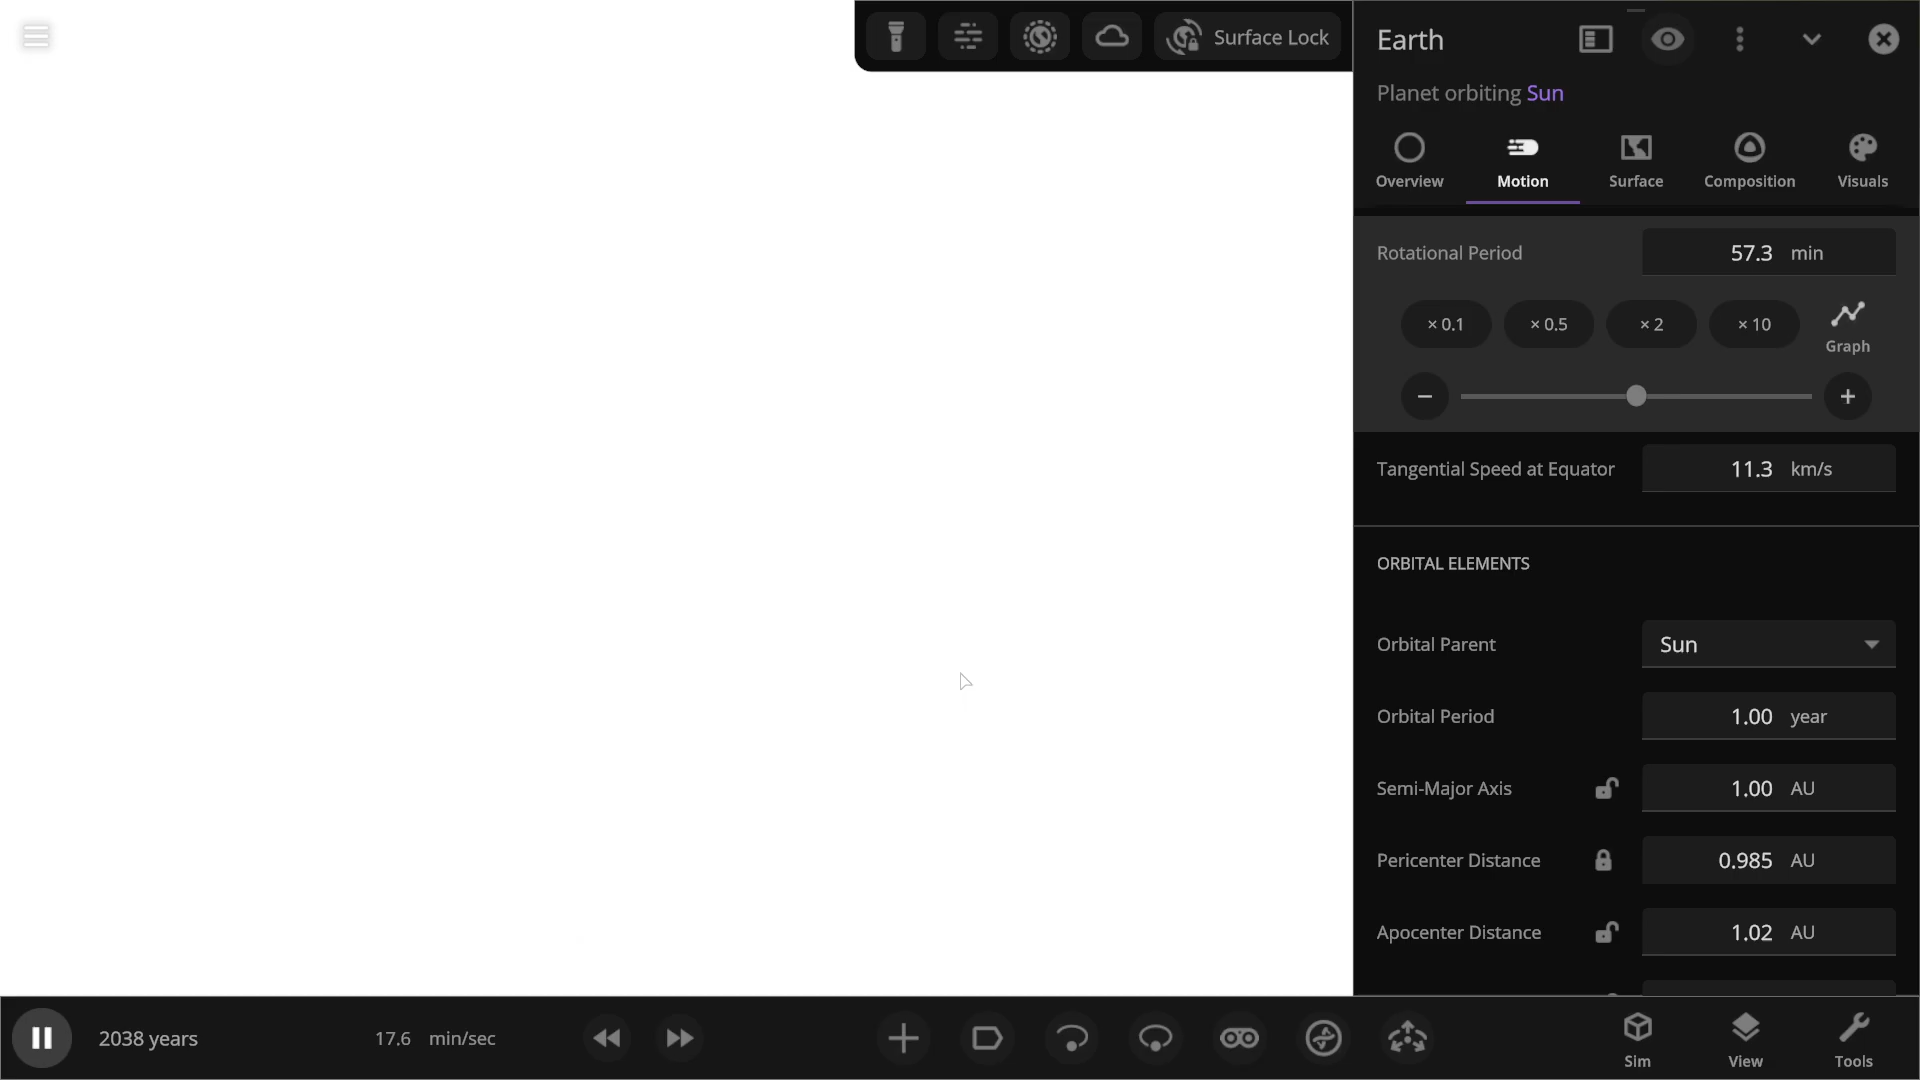 Surface Lock
Earth
Planet orbiting Sun
Overview
Motion
Surface
Composition
Visuals
Rotational Period 57.3 min
× 0.1 × 0.5 × 2 × 10
Graph
Tangential Speed at Equator 11.3 km/s
ORBITAL ELEMENTS
Orbital Parent Sun
Orbital Period 1.00 year
Semi-Major Axis 1.00 AU
Pericenter Distance 0.985 AU
Apocenter Distance 1.02 AU
2038 years 17.6 min/sec
Sim
View
Tools